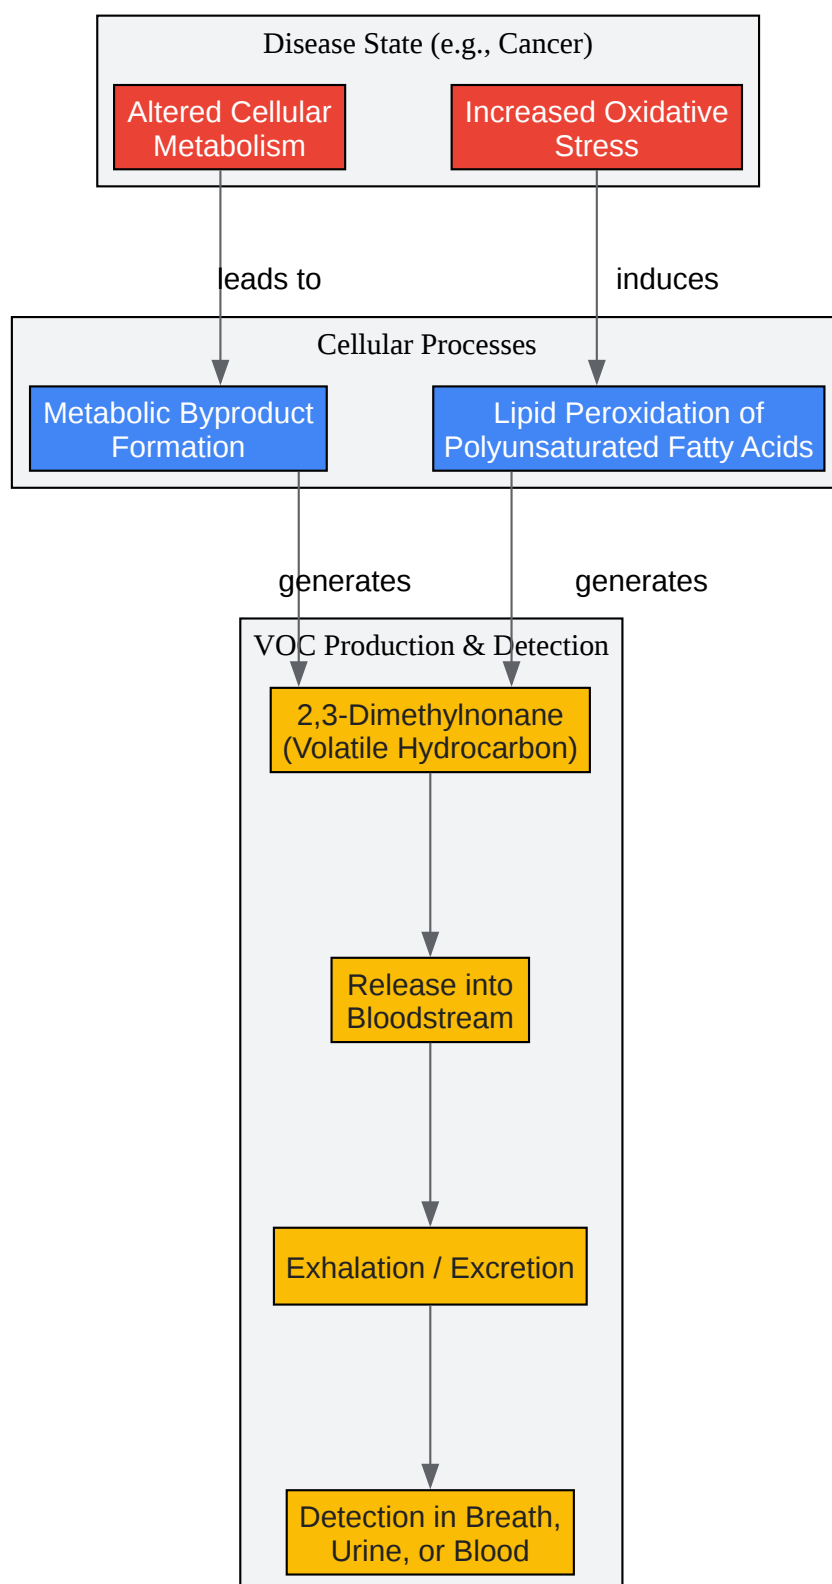 Disease State (e.g., Cancer)
Altered Cellular
Metabolism
Increased Oxidative
Stress
leads to
induces
Cellular Processes
Metabolic Byproduct
Formation
Lipid Peroxidation of
Polyunsaturated Fatty Acids
generates
generates
VOC Production & Detection
2,3-Dimethylnonane
(Volatile Hydrocarbon)
Release into
Bloodstream
Exhalation / Excretion
Detection in Breath,
Urine, or Blood